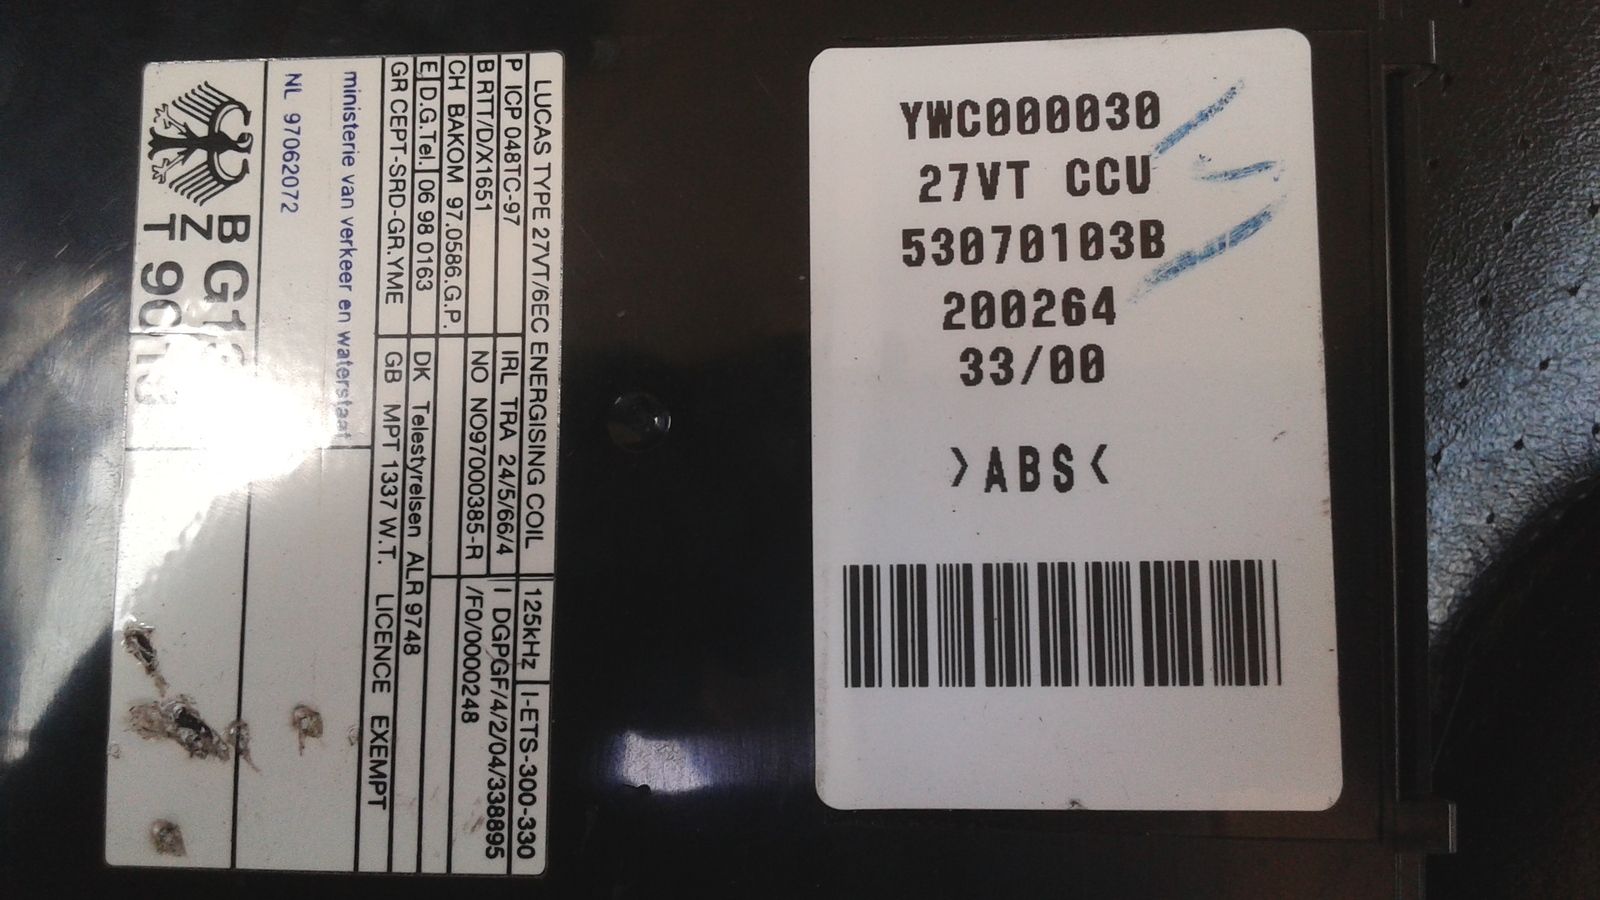 LUCAS TYPE 27VT/6EC ENERGISING COIL 125kHz I-ETS-300-330
P ICP 048TC-97 IRL TRA 24/5/66/4 I DGPGF/4/2/04/338895
B RTT/D/X1651 NO NO97000385-R /F0/0000248
CH BAKOM 97.0586.G.P.
E D.G.Tel. 06 98 0163 DK Telestyrelsen ALR 9748
GR CEPT-SRD-GR.YME GB MPT 1337 W.T. LICENCE EXEMPT
ministerie van verkeer en waterstaat
NL 97062072
B
Z
T
YWC000030
27VT CCU
53070103B
200264
33/00
>ABS<